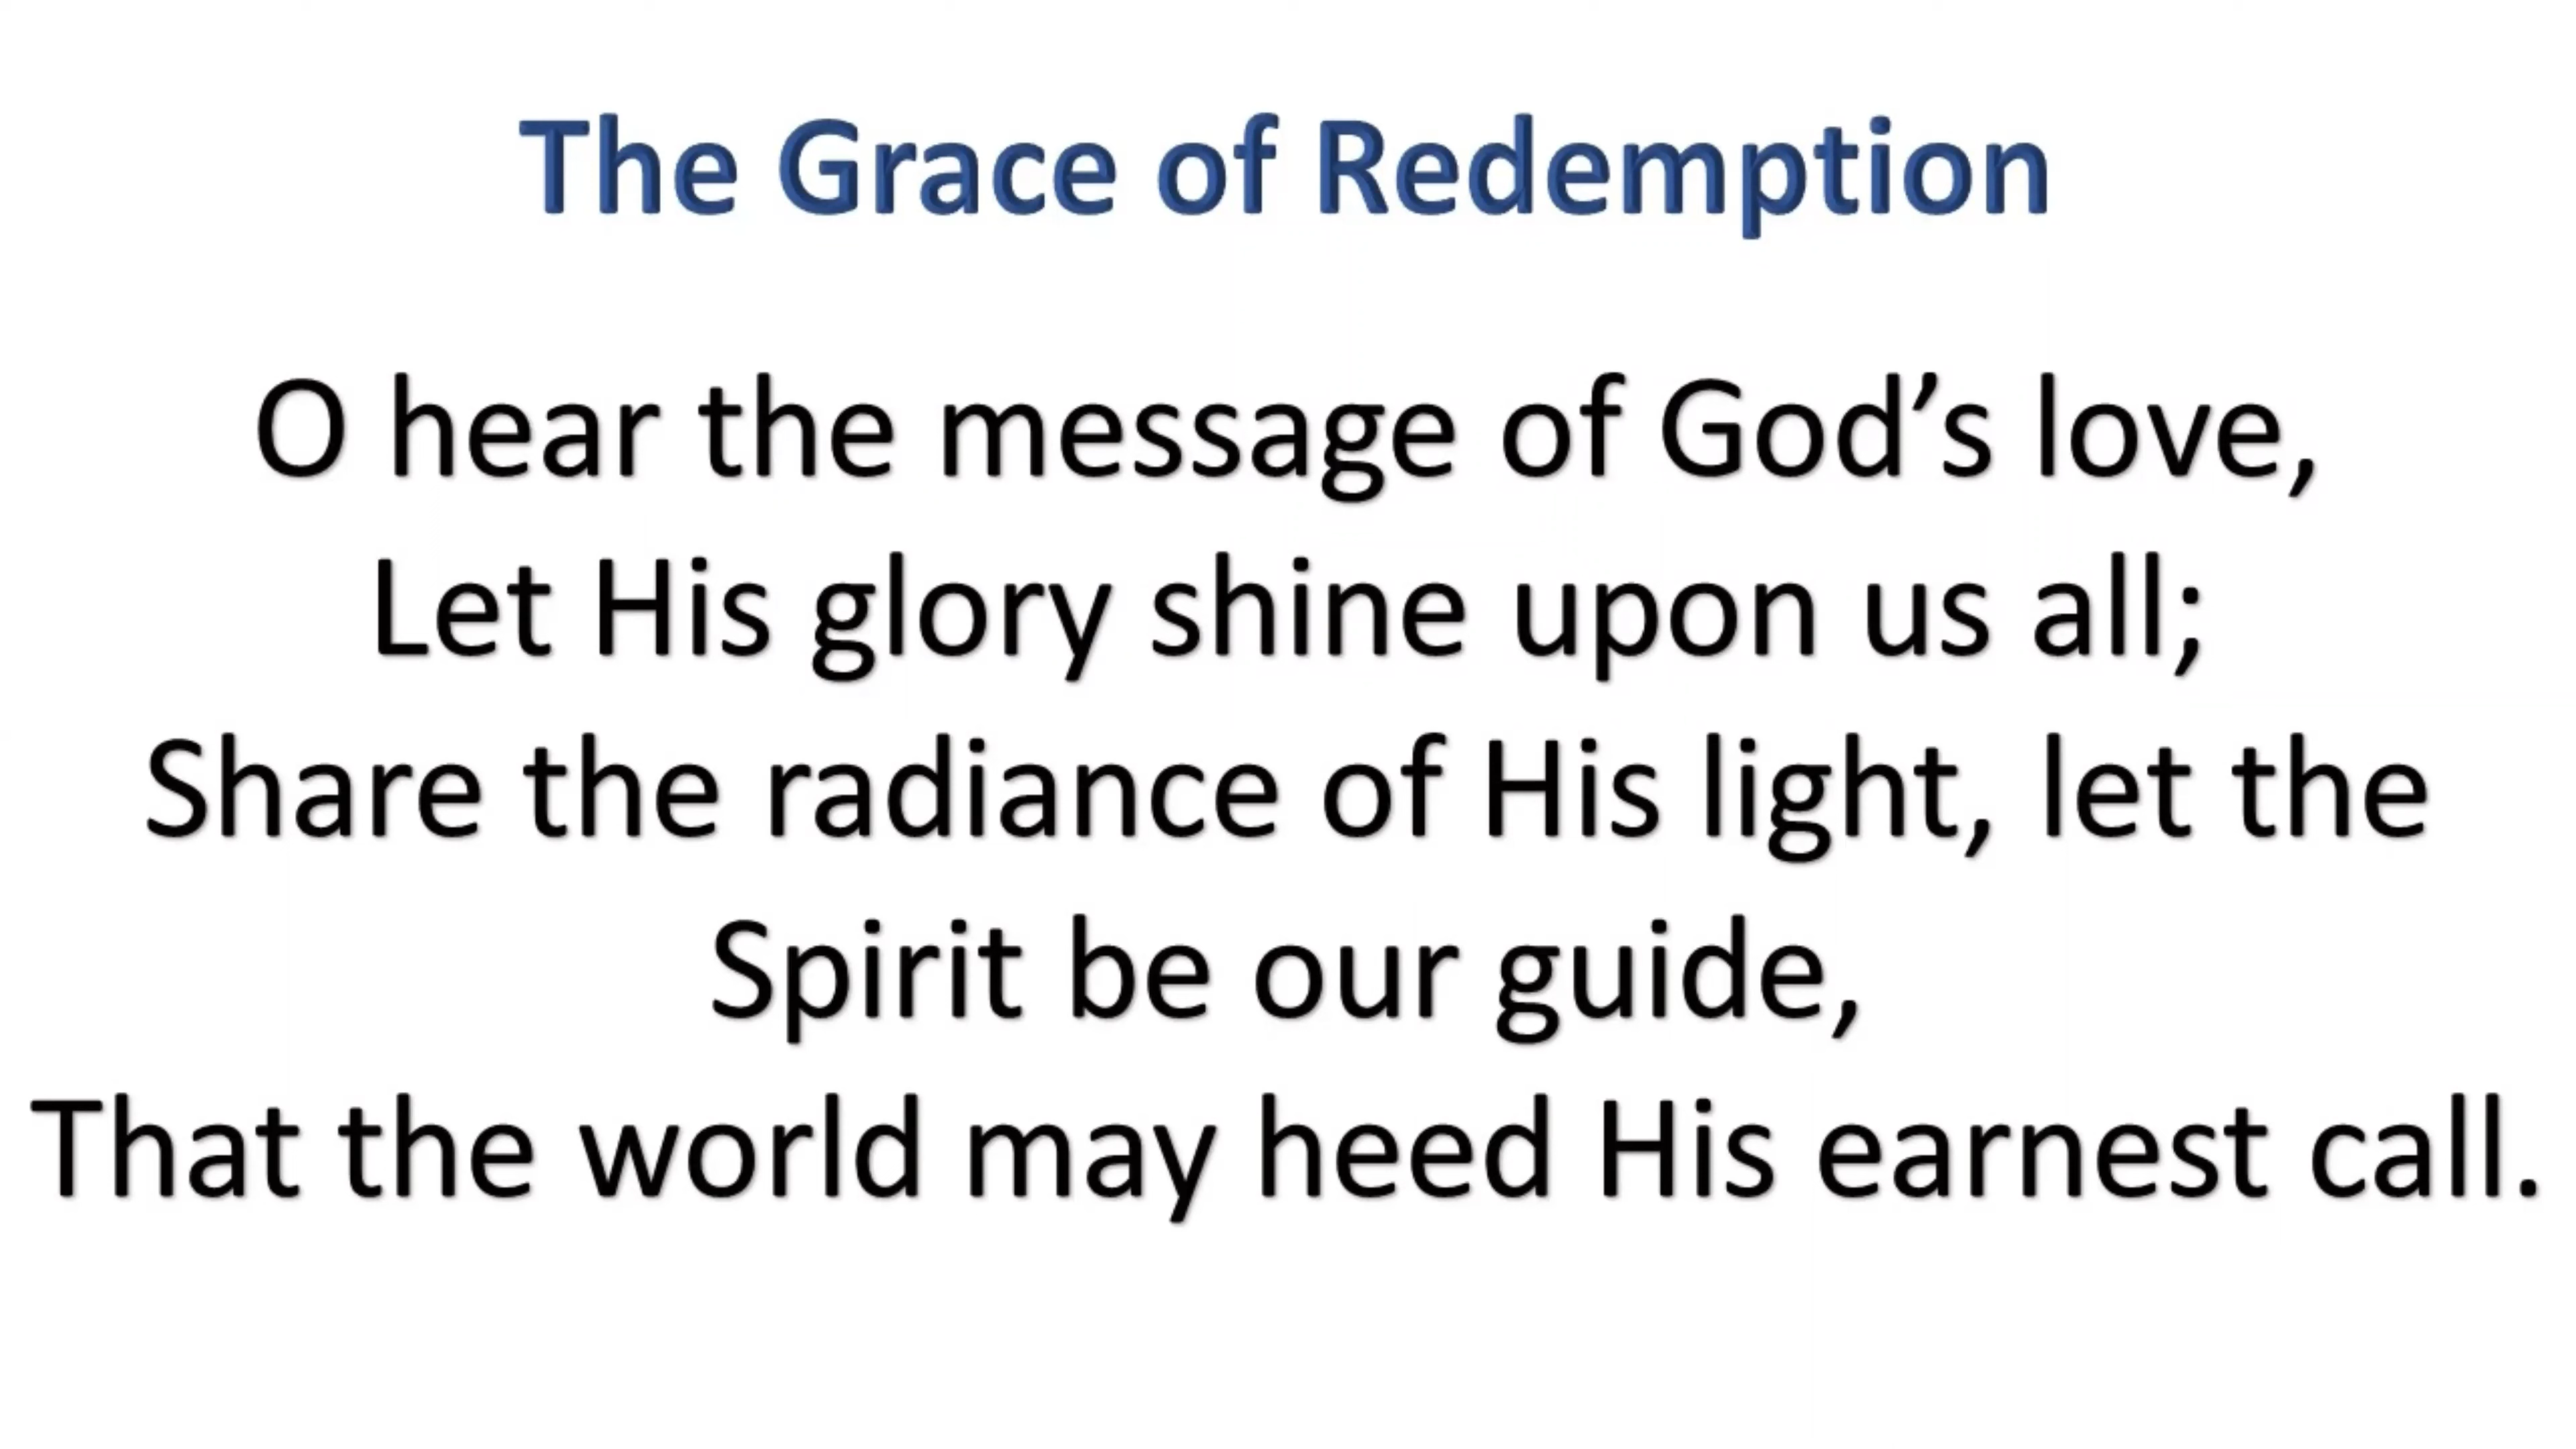 The Grace of Redemption
O hear the message of God’s love,
Let His glory shine upon us all;
Share the radiance of His light, let the
Spirit be our guide,
That the world may heed His earnest call.